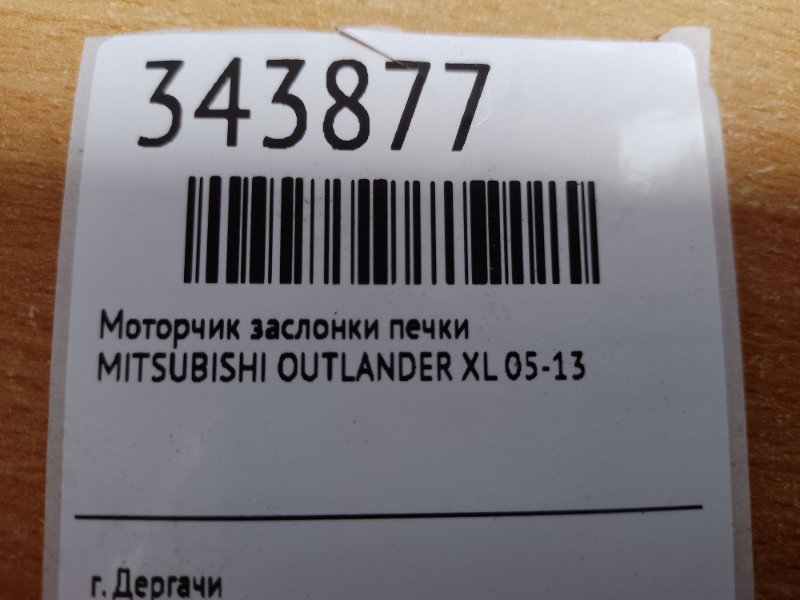 343877
Моторчик заслонки печки
MITSUBISHI OUTLANDER XL 05-13
г. Дергачи